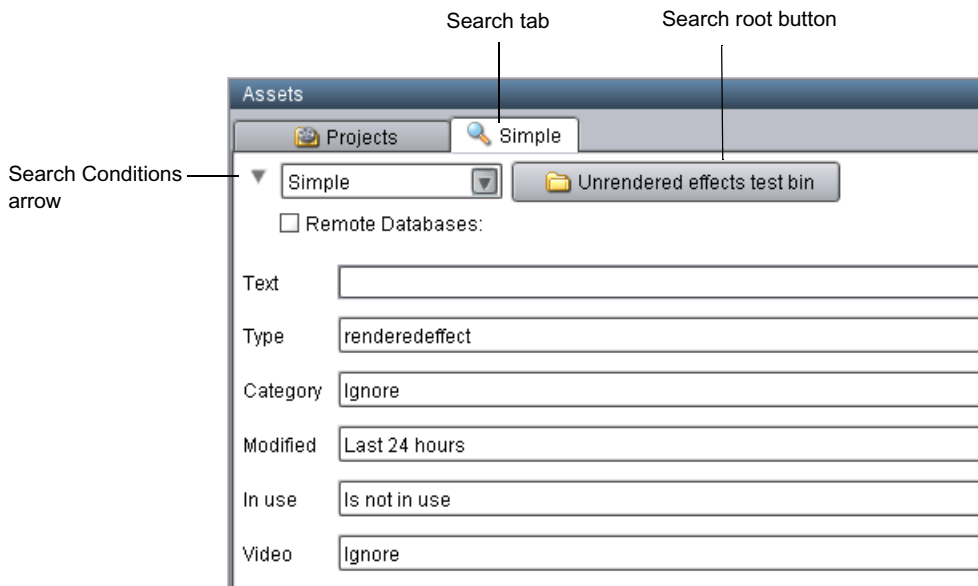 Search tab
Search root button
Assets
Projects
Simple
Search Conditions
arrow
Simple
Unrendered effects test bin
Remote Databases:
Text
Type
renderedeffect
Category
Ignore
Modified
Last 24 hours
In use
Is not in use
Video
Ignore